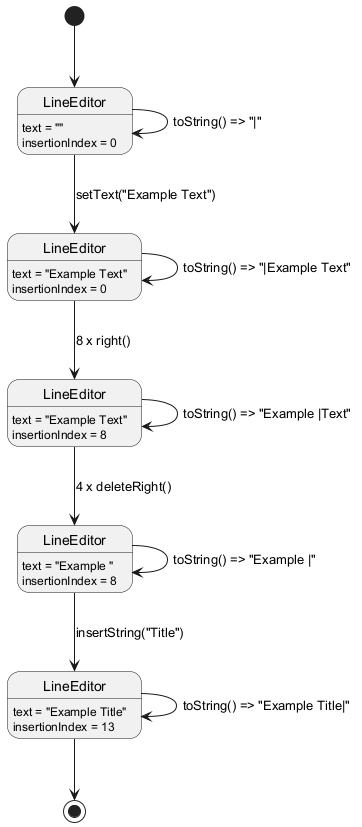 LineEditor
text = ""
insertionIndex = 0
toString() => "|"
setText("Example Text")
LineEditor
text = "Example Text"
insertionIndex = 0
toString() => "|Example Text"
8 x right()
LineEditor
text = "Example Text"
insertionIndex = 8
toString() => "Example |Text"
4 x deleteRight()
LineEditor
text = "Example "
insertionIndex = 8
toString() => "Example |"
insertString("Title")
LineEditor
text = "Example Title"
insertionIndex = 13
toString() => "Example Title|"